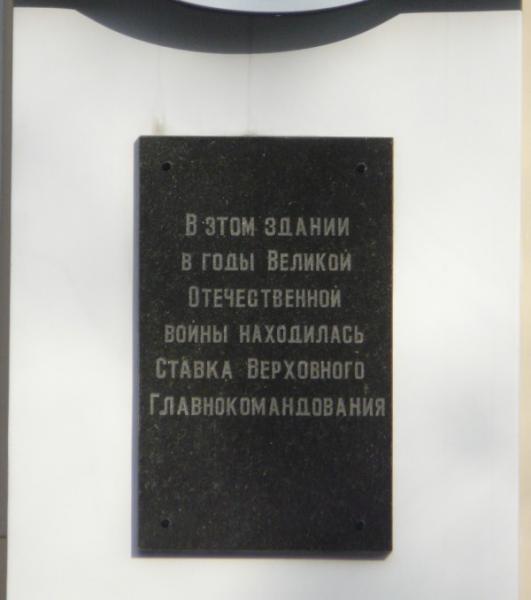 В этом здании
в годы Великой
Отечественной
войны находилась
Ставка Верховного
Главнокомандования